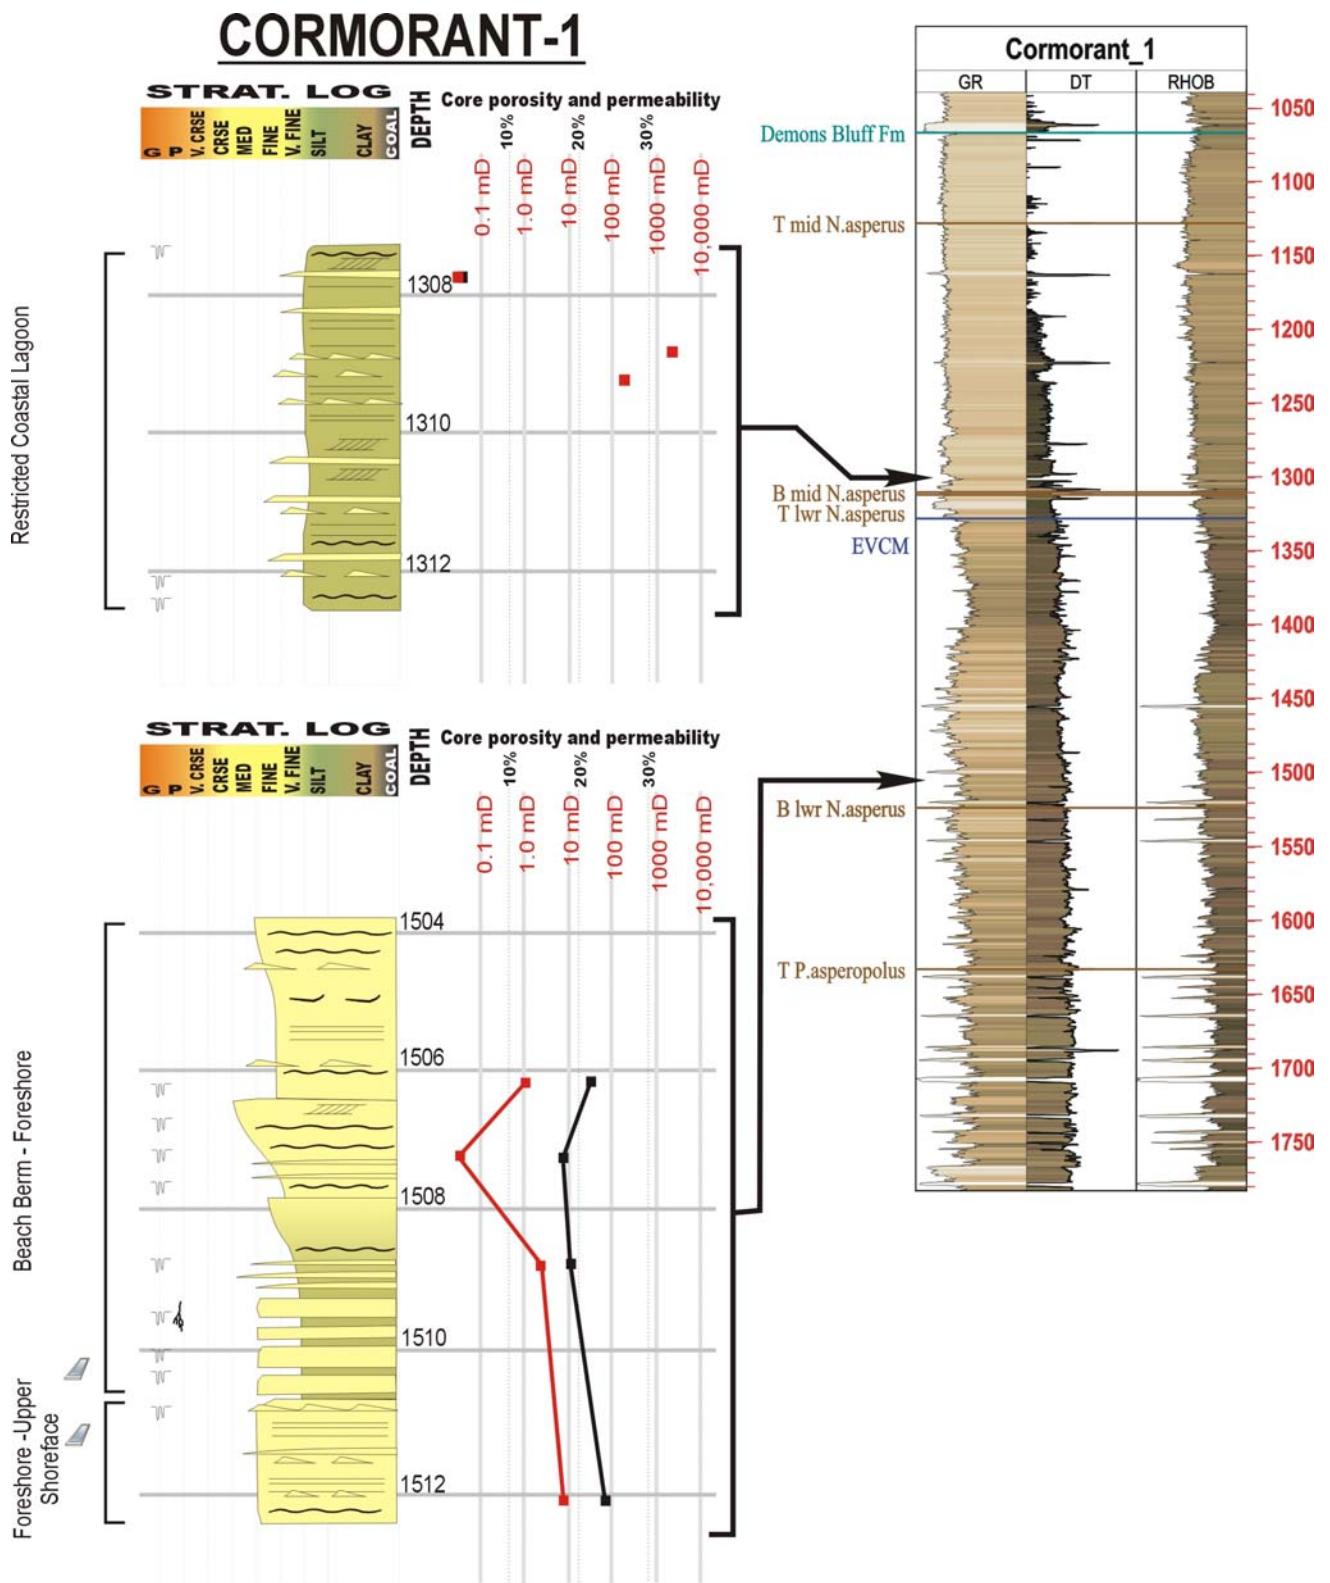 CORMORANT-1
STRAT. LOG
G P V. CRSE CRSE MED FINE V. FINE SILT CLAY COAL
DEPTH
Core porosity and permeability
10% 20% 30%
0.1 mD 1.0 mD 10 mD 100 mD 1000 mD 10,000 mD
Restricted Coastal Lagoon
1308
1310
1312
STRAT. LOG
G P V. CRSE CRSE MED FINE V. FINE SILT CLAY COAL
DEPTH
Core porosity and permeability
10% 20% 30%
0.1 mD 1.0 mD 10 mD 100 mD 1000 mD 10,000 mD
Beach Berm - Foreshore
Foreshore -Upper
Shoreface
1504
1506
1508
1510
1512
Cormorant_1
GR DT RHOB
Demons Bluff Fm
T mid N.asperus
B mid N.asperus
T lwr N.asperus
EVCM
B lwr N.asperus
T P.asperopolus
1050
1100
1150
1200
1250
1300
1350
1400
1450
1500
1550
1600
1650
1700
1750